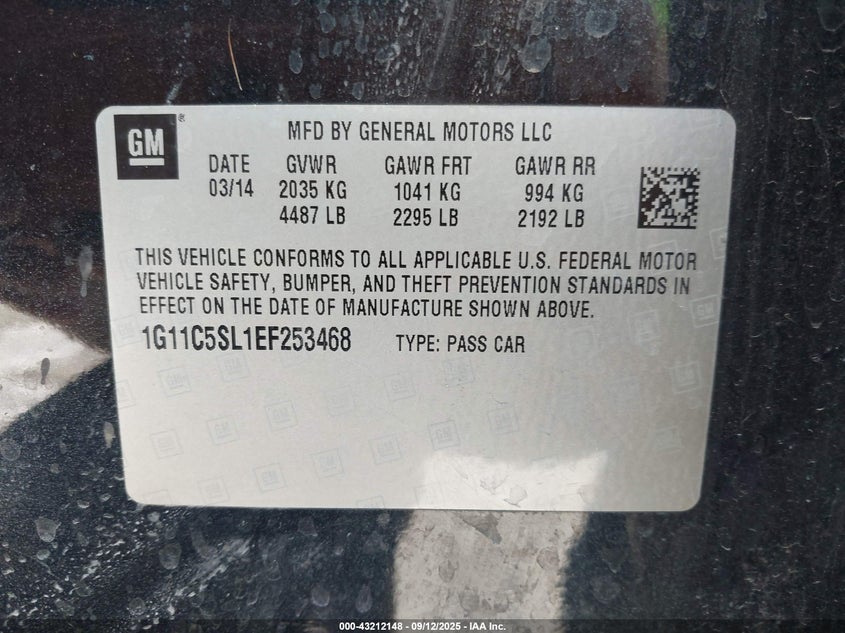 GM®
MFD BY GENERAL MOTORS LLC
DATE GVWR GAWR FRT GAWR RR
03/14 2035 KG 1041 KG 994 KG
4487 LB 2295 LB 2192 LB
THIS VEHICLE CONFORMS TO ALL APPLICABLE U.S. FEDERAL MOTOR
VEHICLE SAFETY, BUMPER, AND THEFT PREVENTION STANDARDS IN
EFFECT ON THE DATE OF MANUFACTURE SHOWN ABOVE.
1G11C5SL1EF253468 TYPE: PASS CAR
000-43212148 - 09/12/2025 - IAA Inc.